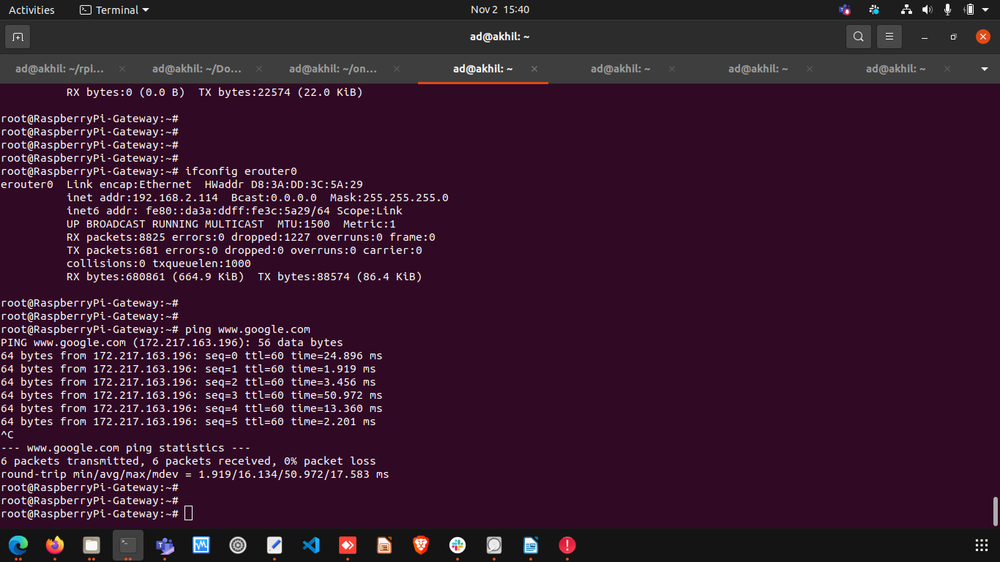 Activities Terminal Nov 2 15:40
ad@akhil: ~
ad@akhil: ~/rpi... ad@akhil: ~/Do... ad@akhil: ~/on... ad@akhil: ~ ad@akhil: ~ ad@akhil: ~ ad@akhil: ~
          RX bytes:0 (0.0 B)  TX bytes:22574 (22.0 KiB)
root@RaspberryPi-Gateway:~#
root@RaspberryPi-Gateway:~#
root@RaspberryPi-Gateway:~#
root@RaspberryPi-Gateway:~#
root@RaspberryPi-Gateway:~# ifconfig erouter0
erouter0  Link encap:Ethernet  HWaddr D8:3A:DD:3C:5A:29
          inet addr:192.168.2.114  Bcast:0.0.0.0  Mask:255.255.255.0
          inet6 addr: fe80::da3a:ddff:fe3c:5a29/64 Scope:Link
          UP BROADCAST RUNNING MULTICAST  MTU:1500  Metric:1
          RX packets:8825 errors:0 dropped:1227 overruns:0 frame:0
          TX packets:681 errors:0 dropped:0 overruns:0 carrier:0
          collisions:0 txqueuelen:1000
          RX bytes:680861 (664.9 KiB)  TX bytes:88574 (86.4 KiB)
root@RaspberryPi-Gateway:~#
root@RaspberryPi-Gateway:~#
root@RaspberryPi-Gateway:~# ping www.google.com
PING www.google.com (172.217.163.196): 56 data bytes
64 bytes from 172.217.163.196: seq=0 ttl=60 time=24.896 ms
64 bytes from 172.217.163.196: seq=1 ttl=60 time=1.919 ms
64 bytes from 172.217.163.196: seq=2 ttl=60 time=3.456 ms
64 bytes from 172.217.163.196: seq=3 ttl=60 time=50.972 ms
64 bytes from 172.217.163.196: seq=4 ttl=60 time=13.360 ms
64 bytes from 172.217.163.196: seq=5 ttl=60 time=2.201 ms
^C
--- www.google.com ping statistics ---
6 packets transmitted, 6 packets received, 0% packet loss
round-trip min/avg/max/mdev = 1.919/16.134/50.972/17.583 ms
root@RaspberryPi-Gateway:~#
root@RaspberryPi-Gateway:~#
root@RaspberryPi-Gateway:~#